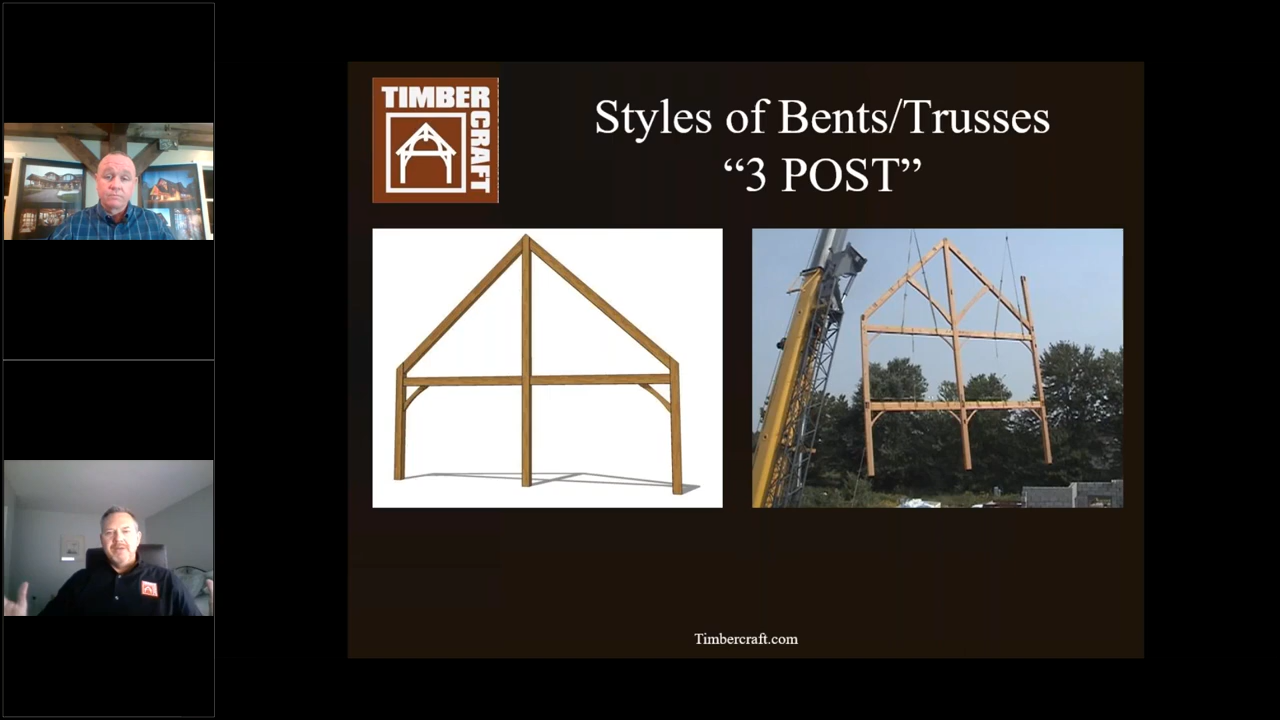 TIMBER
CRAFT
Styles of Bents/Trusses
“3 POST”
Timbercraft.com